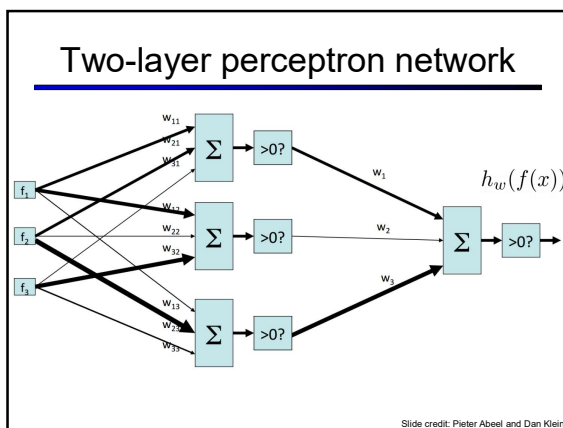 Two-layer perceptron network
w₁₁
w₂₁
w₃₁
Σ
>0?
w₁
h_w(f(x))
f₁
w₁₂
f₂
w₂₂
Σ
>0?
w₂
Σ
>0?
w₃₂
f₃
w₃
w₁₃
w₂₃
Σ
>0?
w₃₃
Slide credit: Pieter Abeel and Dan Klein